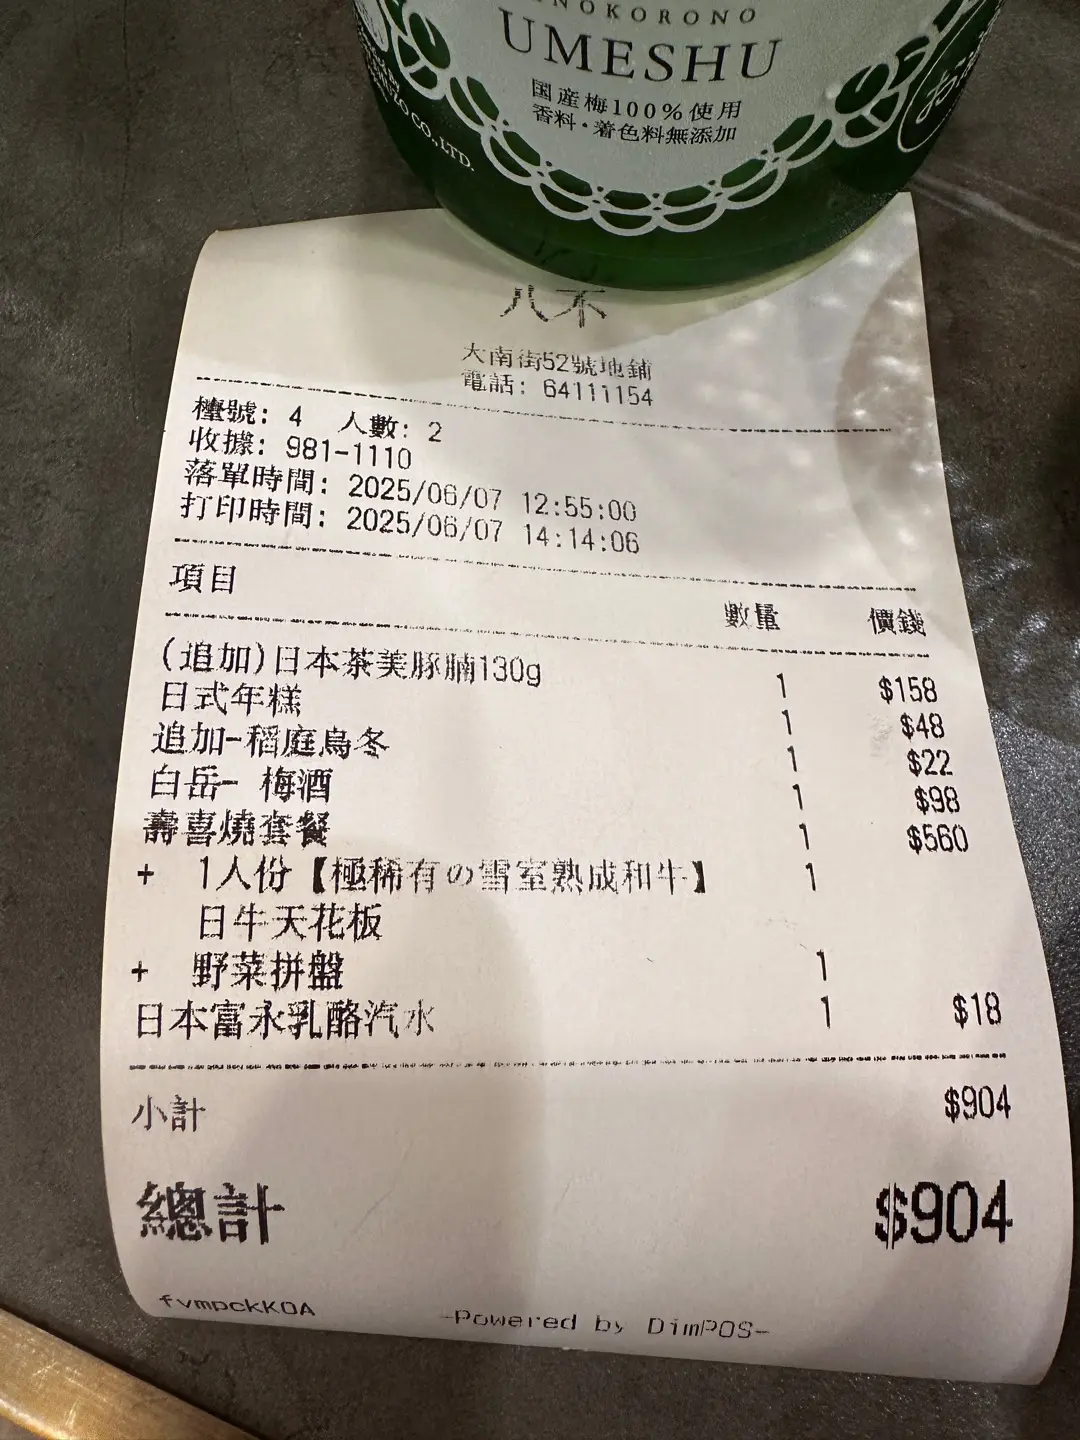 NOKORONO
UMESHU
国産梅100%使用
香料・着色料無添加
CO.,LTD.
八禾
大南街52號地鋪
電話: 64111154
檯號: 4 人數: 2
收據: 981-1110
落單時間: 2025/06/07 12:55:00
打印時間: 2025/06/07 14:14:06
項目 數量 價錢
(追加)日本茶美豚腩130g 1 $158
日式年糕 1 $48
追加-稻庭烏冬 1 $22
白岳- 梅酒 1 $98
壽喜燒套餐 1 $560
+ 1人份【極稀有の雪室熟成和牛】 1
日牛天花板
+ 野菜拼盤 1
日本富永乳酪汽水 1 $18
小計 $904
總計 $904
fvmpckKOA
-Powered by DimPOS-